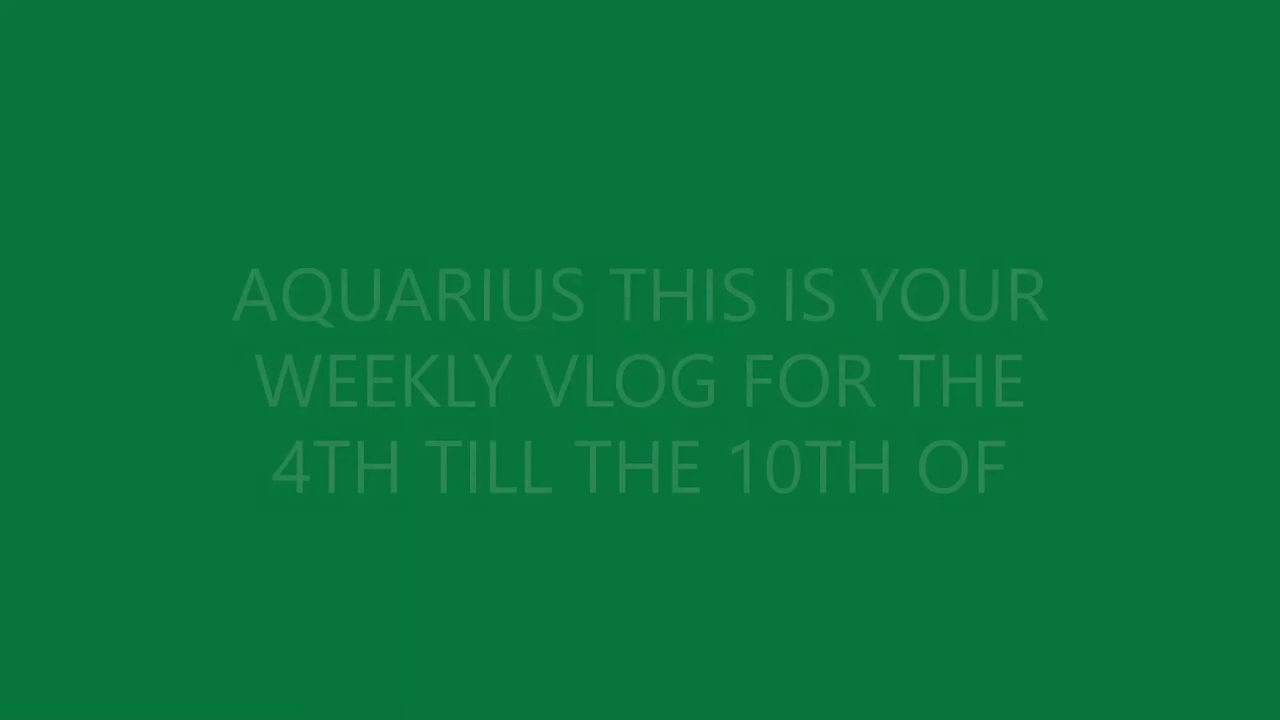 AQUARIUS THIS IS YOUR
WEEKLY VLOG FOR THE
4TH TILL THE 10TH OF